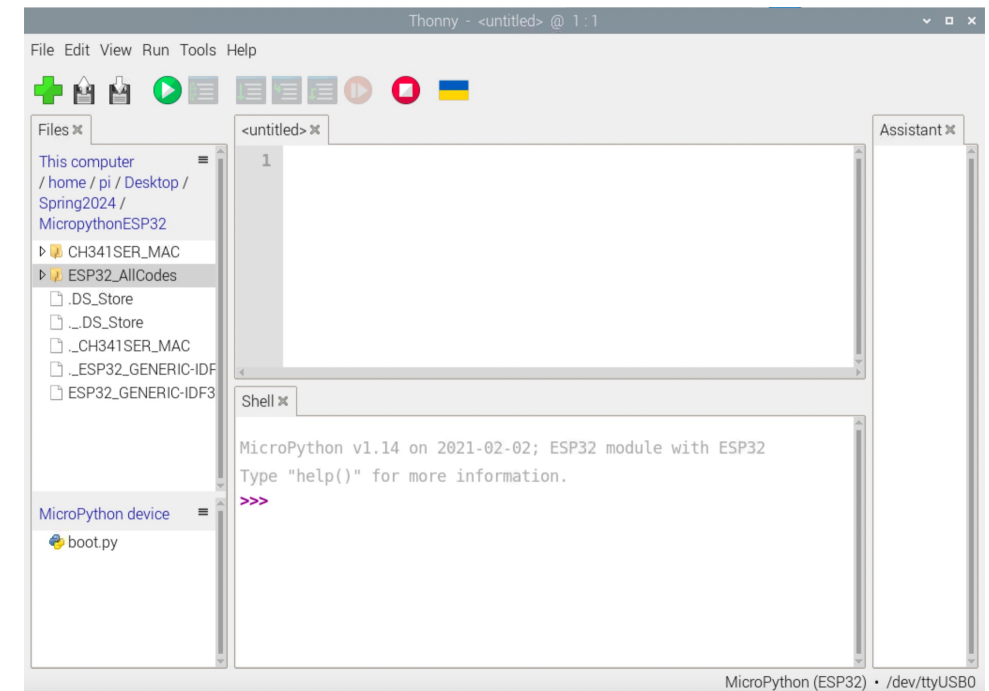 Thonny - <untitled> @ 1:1
File Edit View Run Tools Help
Files
This computer
/ home / pi / Desktop /
Spring2024 /
MicropythonESP32
CH341SER_MAC
ESP32_AllCodes
.DS_Store
._.DS_Store
._CH341SER_MAC
._ESP32_GENERIC-IDF
ESP32_GENERIC-IDF3
MicroPython device
boot.py
<untitled>
1
Shell
MicroPython v1.14 on 2021-02-02; ESP32 module with ESP32
Type "help()" for more information.
>>>
Assistant
MicroPython (ESP32) • /dev/ttyUSB0